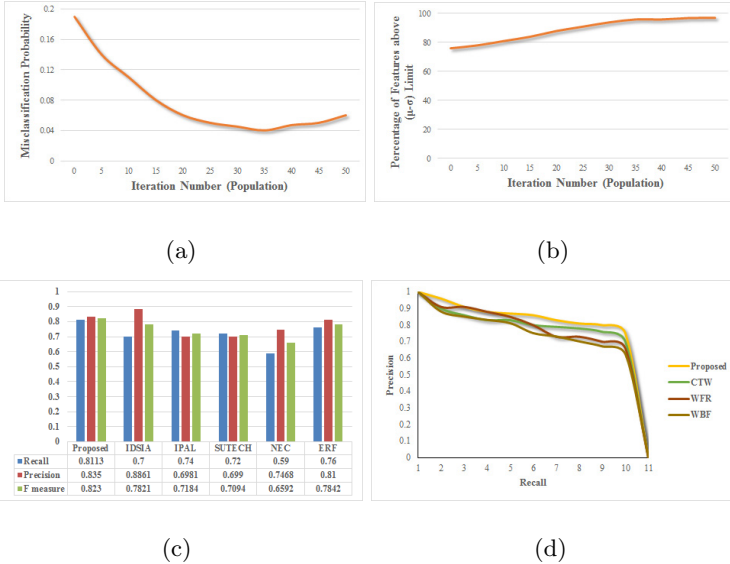 0.2
0.16
0.12
0.08
0.04
0
Misclassification Probability
0 5 10 15 20 25 30 35 40 45 50
Iteration Number (Population)
(a)
100
80
60
40
20
0
Percentage of Features above
(μ-σ) Limit
0 5 10 15 20 25 30 35 40 45 50
Iteration Number (Population)
(b)
1
0.9
0.8
0.7
0.6
0.5
0.4
0.3
0.2
0.1
0
Proposed IDSIA IPAL SUTECH NEC ERF
Recall 0.8113 0.7 0.74 0.72 0.59 0.76
Precision 0.835 0.8861 0.6981 0.699 0.7468 0.81
F measure 0.823 0.7821 0.7184 0.7094 0.6592 0.7842
(c)
1
0.9
0.8
0.7
0.6
0.5
0.4
0.3
0.2
0.1
0
Precision
1 2 3 4 5 6 7 8 9 10 11
Recall
Proposed
CTW
WFR
WBF
(d)